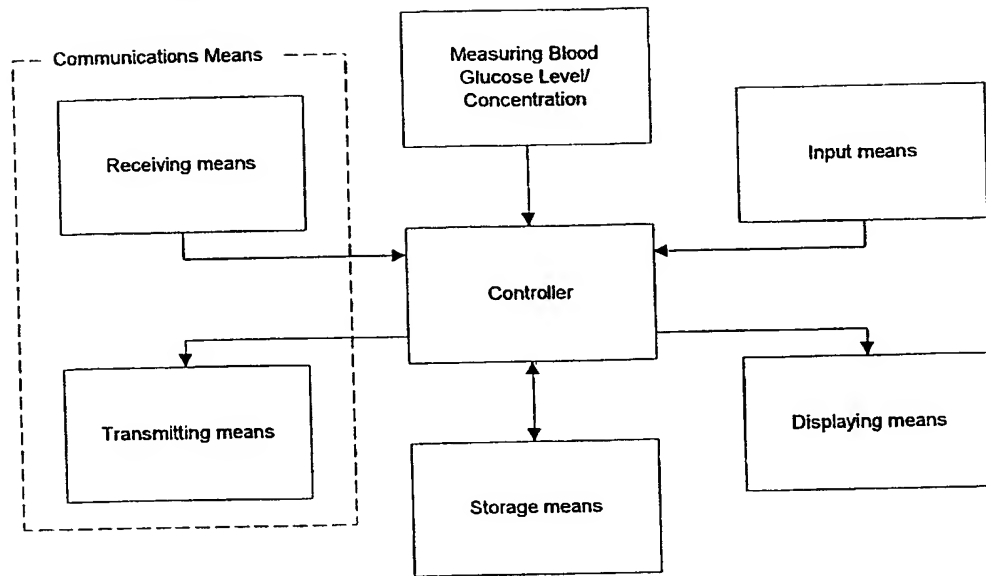 Communications Means
Measuring Blood
Glucose Level/
Concentration
Receiving means
Input means
Controller
Transmitting means
Displaying means
Storage means